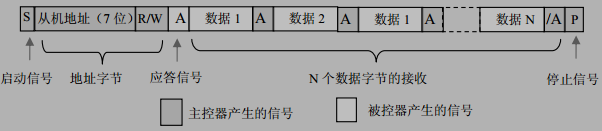 S 从机地址（7 位） R/W A 数据 1 A 数据 2 A 数据 1 A 数据 N /A P
启动信号 地址字节 应答信号 N 个数据字节的接收 停止信号
主控器产生的信号 被控器产生的信号